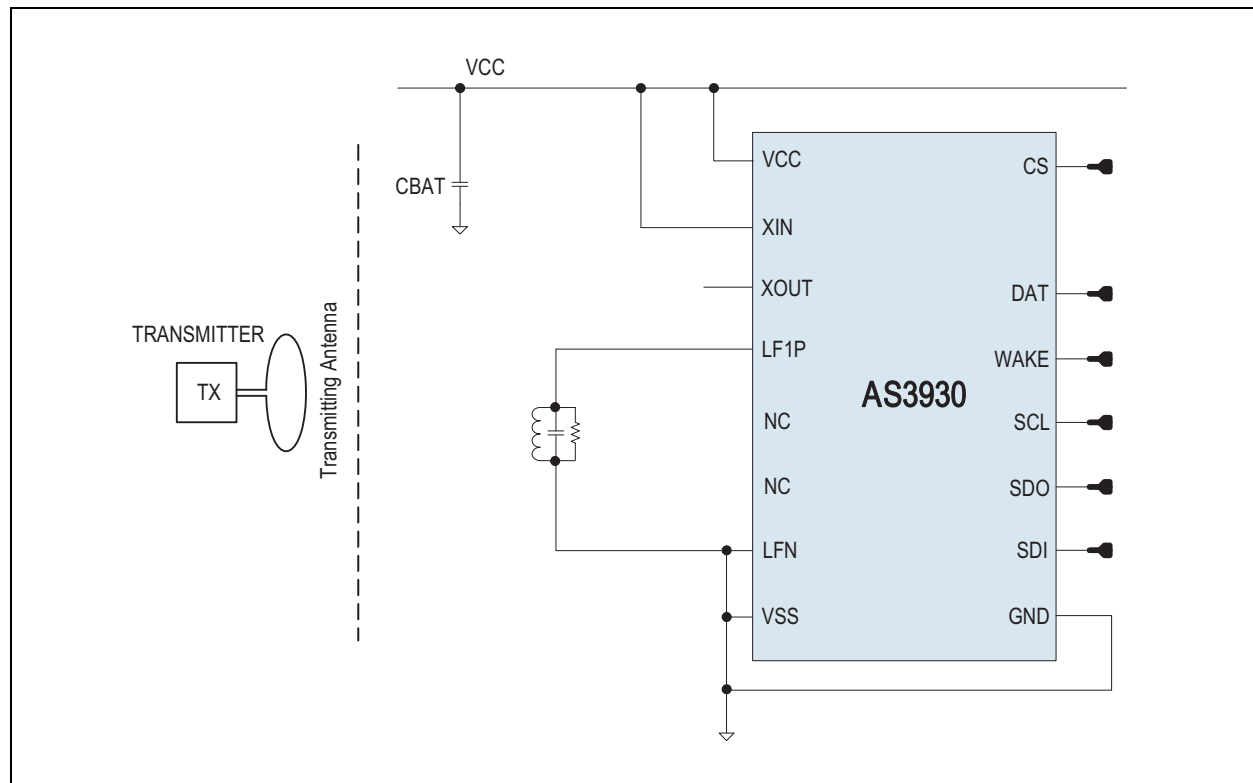 VCC
CBAT
TRANSMITTER
TX
Transmitting Antenna
VCC
XIN
XOUT
LF1P
NC
NC
LFN
VSS
AS3930
CS
DAT
WAKE
SCL
SDO
SDI
GND